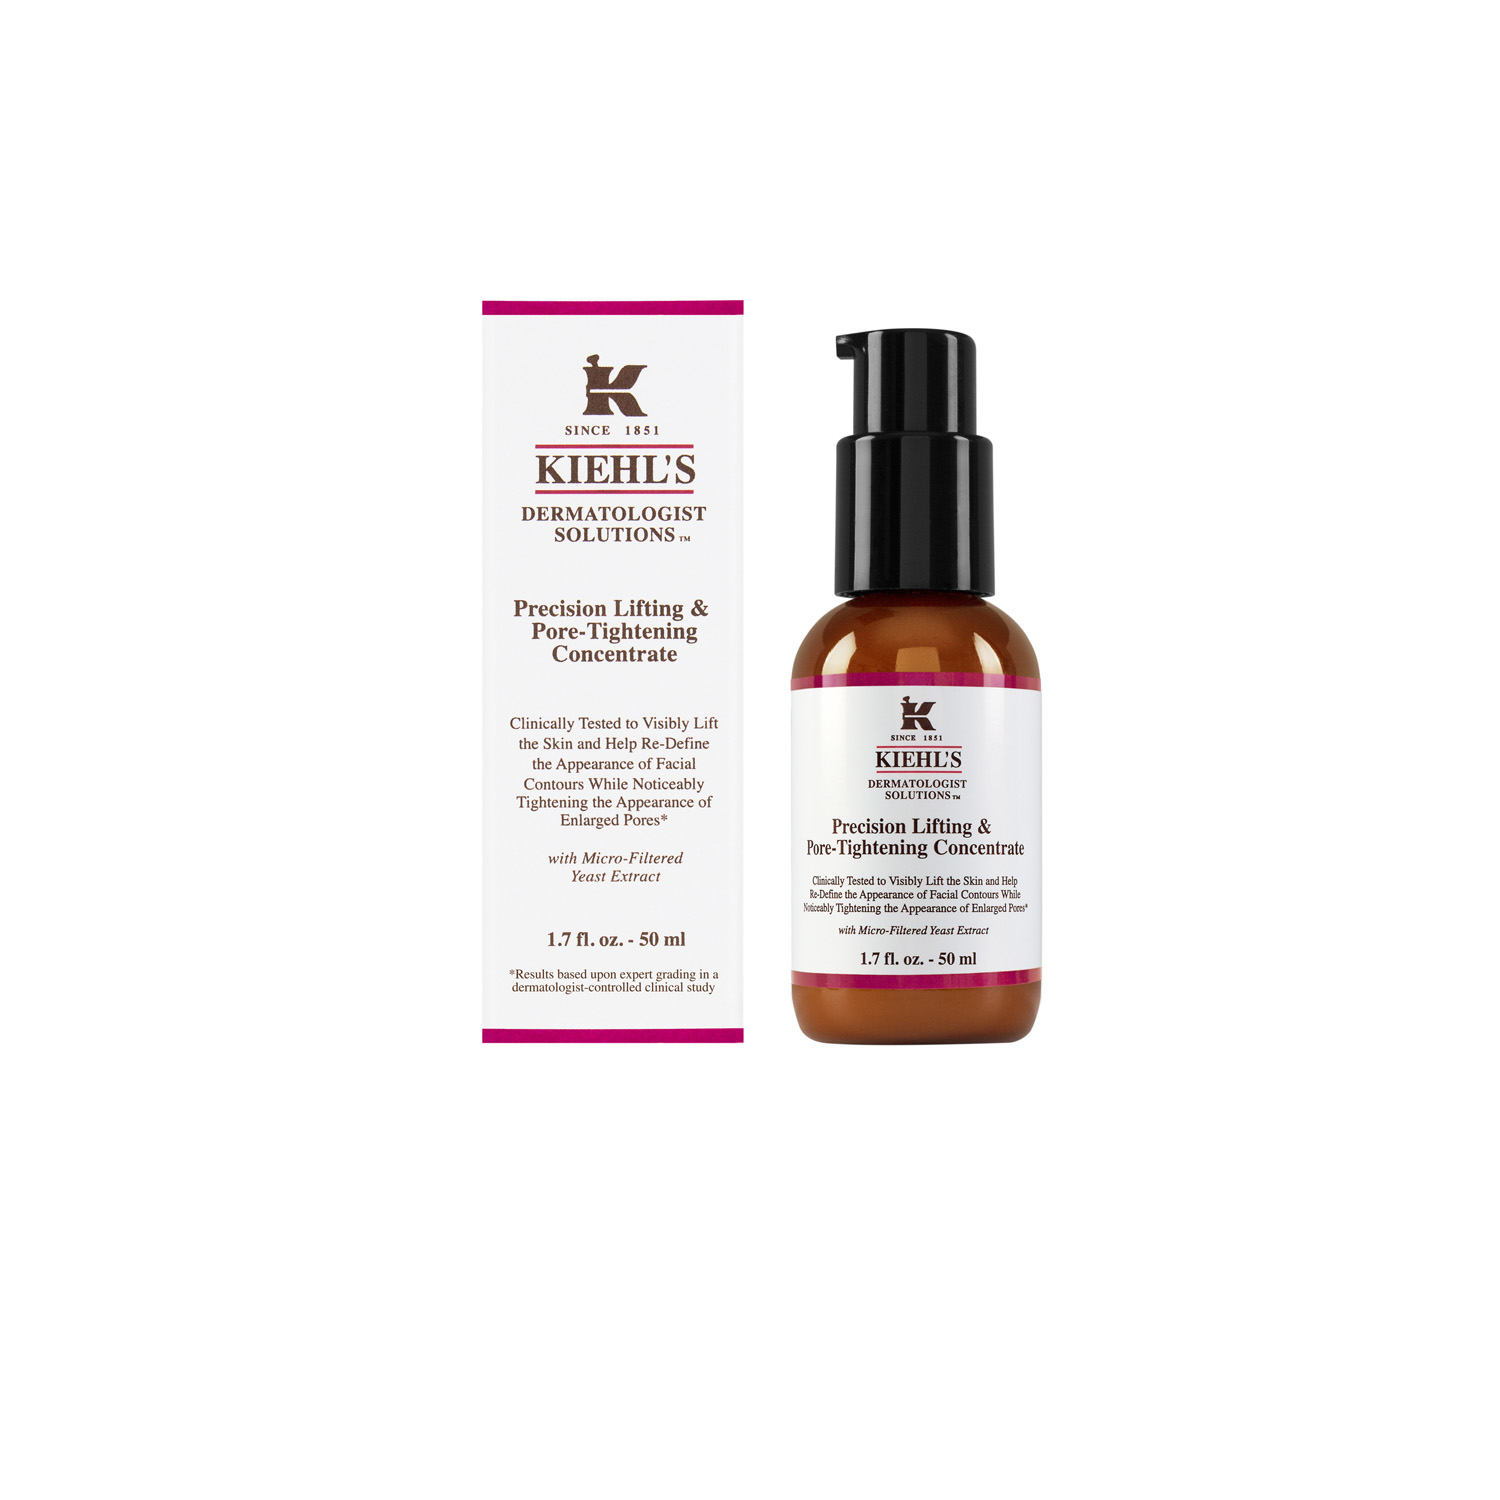 K
SINCE 1851
KIEHL'S
DERMATOLOGIST
SOLUTIONS™
Precision Lifting &
Pore-Tightening
Concentrate
Clinically Tested to Visibly Lift
the Skin and Help Re-Define
the Appearance of Facial
Contours While Noticeably
Tightening the Appearance of
Enlarged Pores*
with Micro-Filtered
Yeast Extract
1.7 fl. oz. - 50 ml
*Results based upon expert grading in a
dermatologist-controlled clinical study
K
SINCE 1851
KIEHL'S
DERMATOLOGIST
SOLUTIONS™
Precision Lifting &
Pore-Tightening Concentrate
Clinically Tested to Visibly Lift the Skin and Help
Re-Define the Appearance of Facial Contours While
Noticeably Tightening the Appearance of Enlarged Pores*
with Micro-Filtered Yeast Extract
1.7 fl. oz. - 50 ml